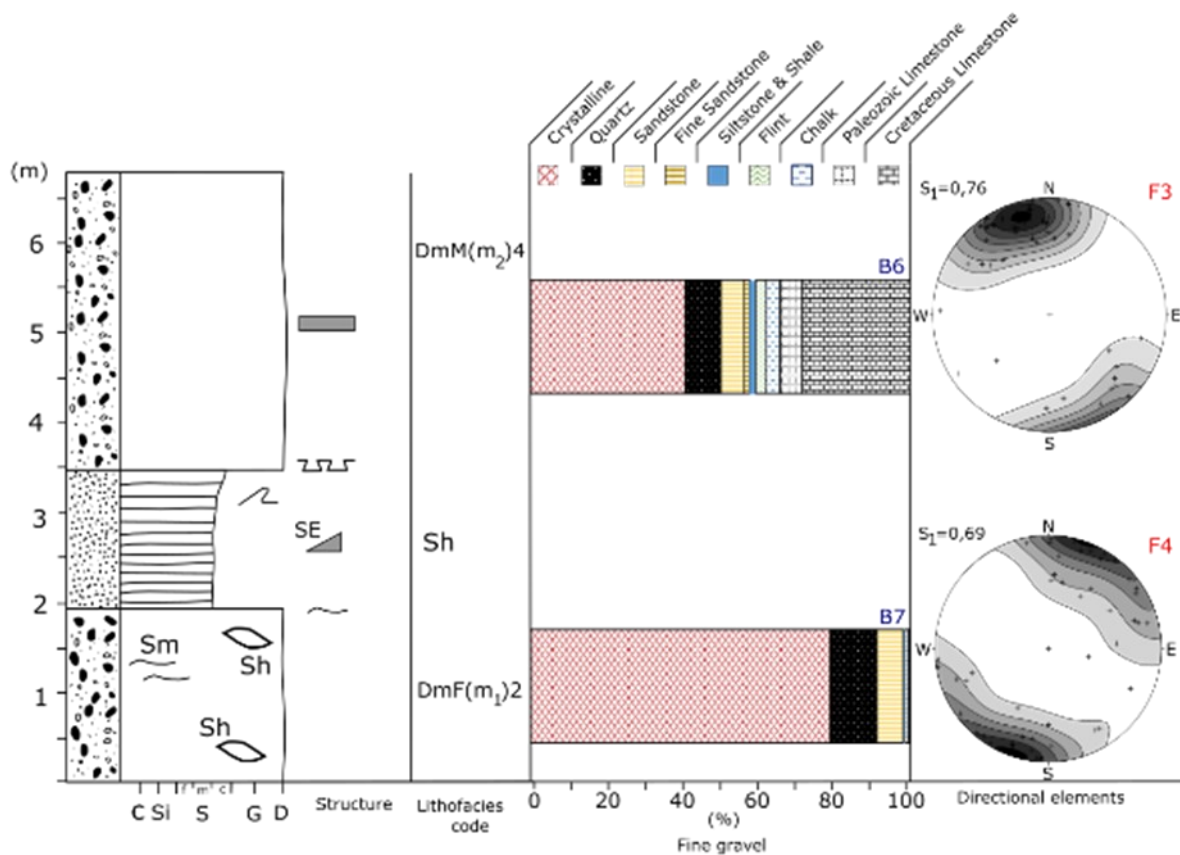 Crystalline
Quartz
Sandstone
Fine Sandstone
Siltstone & Shale
Flint
Chalk
Paleozoic Limestone
Cretaceous Limestone
(m)
6
5
4
3
2
1
SE
Sm
Sh
Sh
DmM(m₂)4
Sh
DmF(m₁)2
B6
B7
S₁=0,76
F3
N
W
E
S
S₁=0,69
F4
N
W
E
S
f m c
C Si S G D
Structure
Lithofacies
code
0 20 40 60 80 100
(%)
Fine gravel
Directional elements